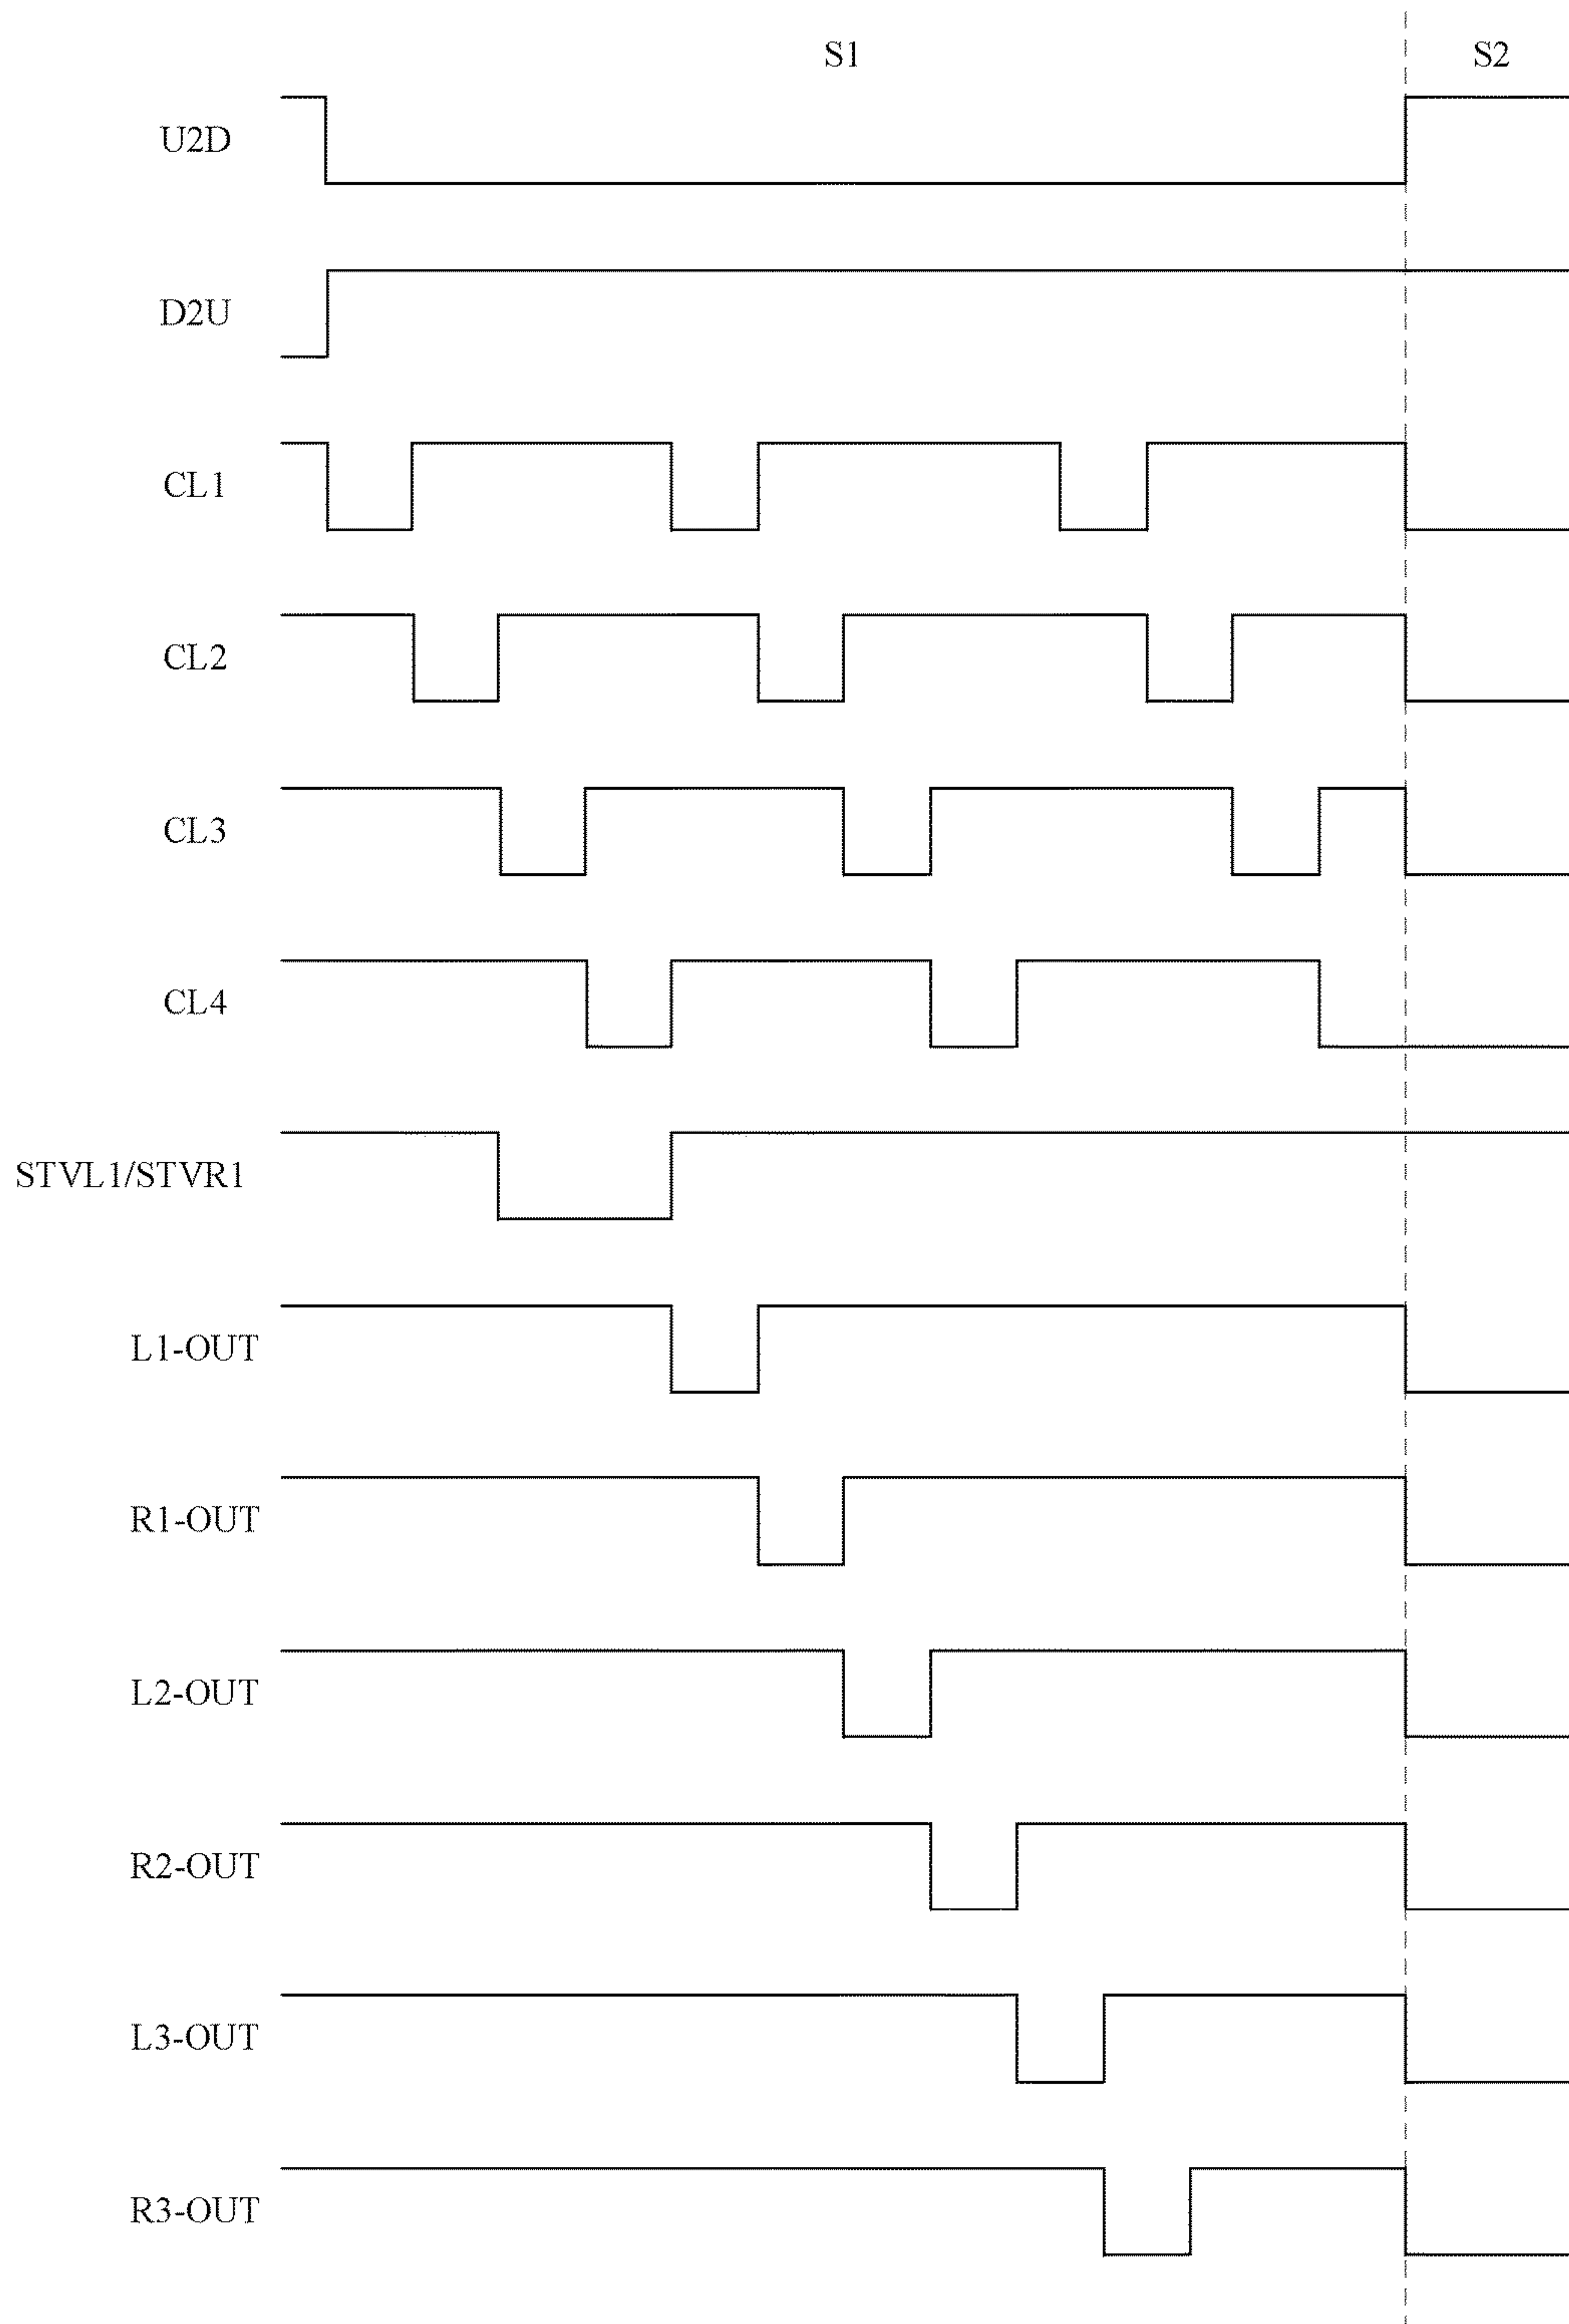 S1
S2
U2D
D2U
CL1
CL2
CL3
CL4
STVL1/STVR1
L1-OUT
R1-OUT
L2-OUT
R2-OUT
L3-OUT
R3-OUT